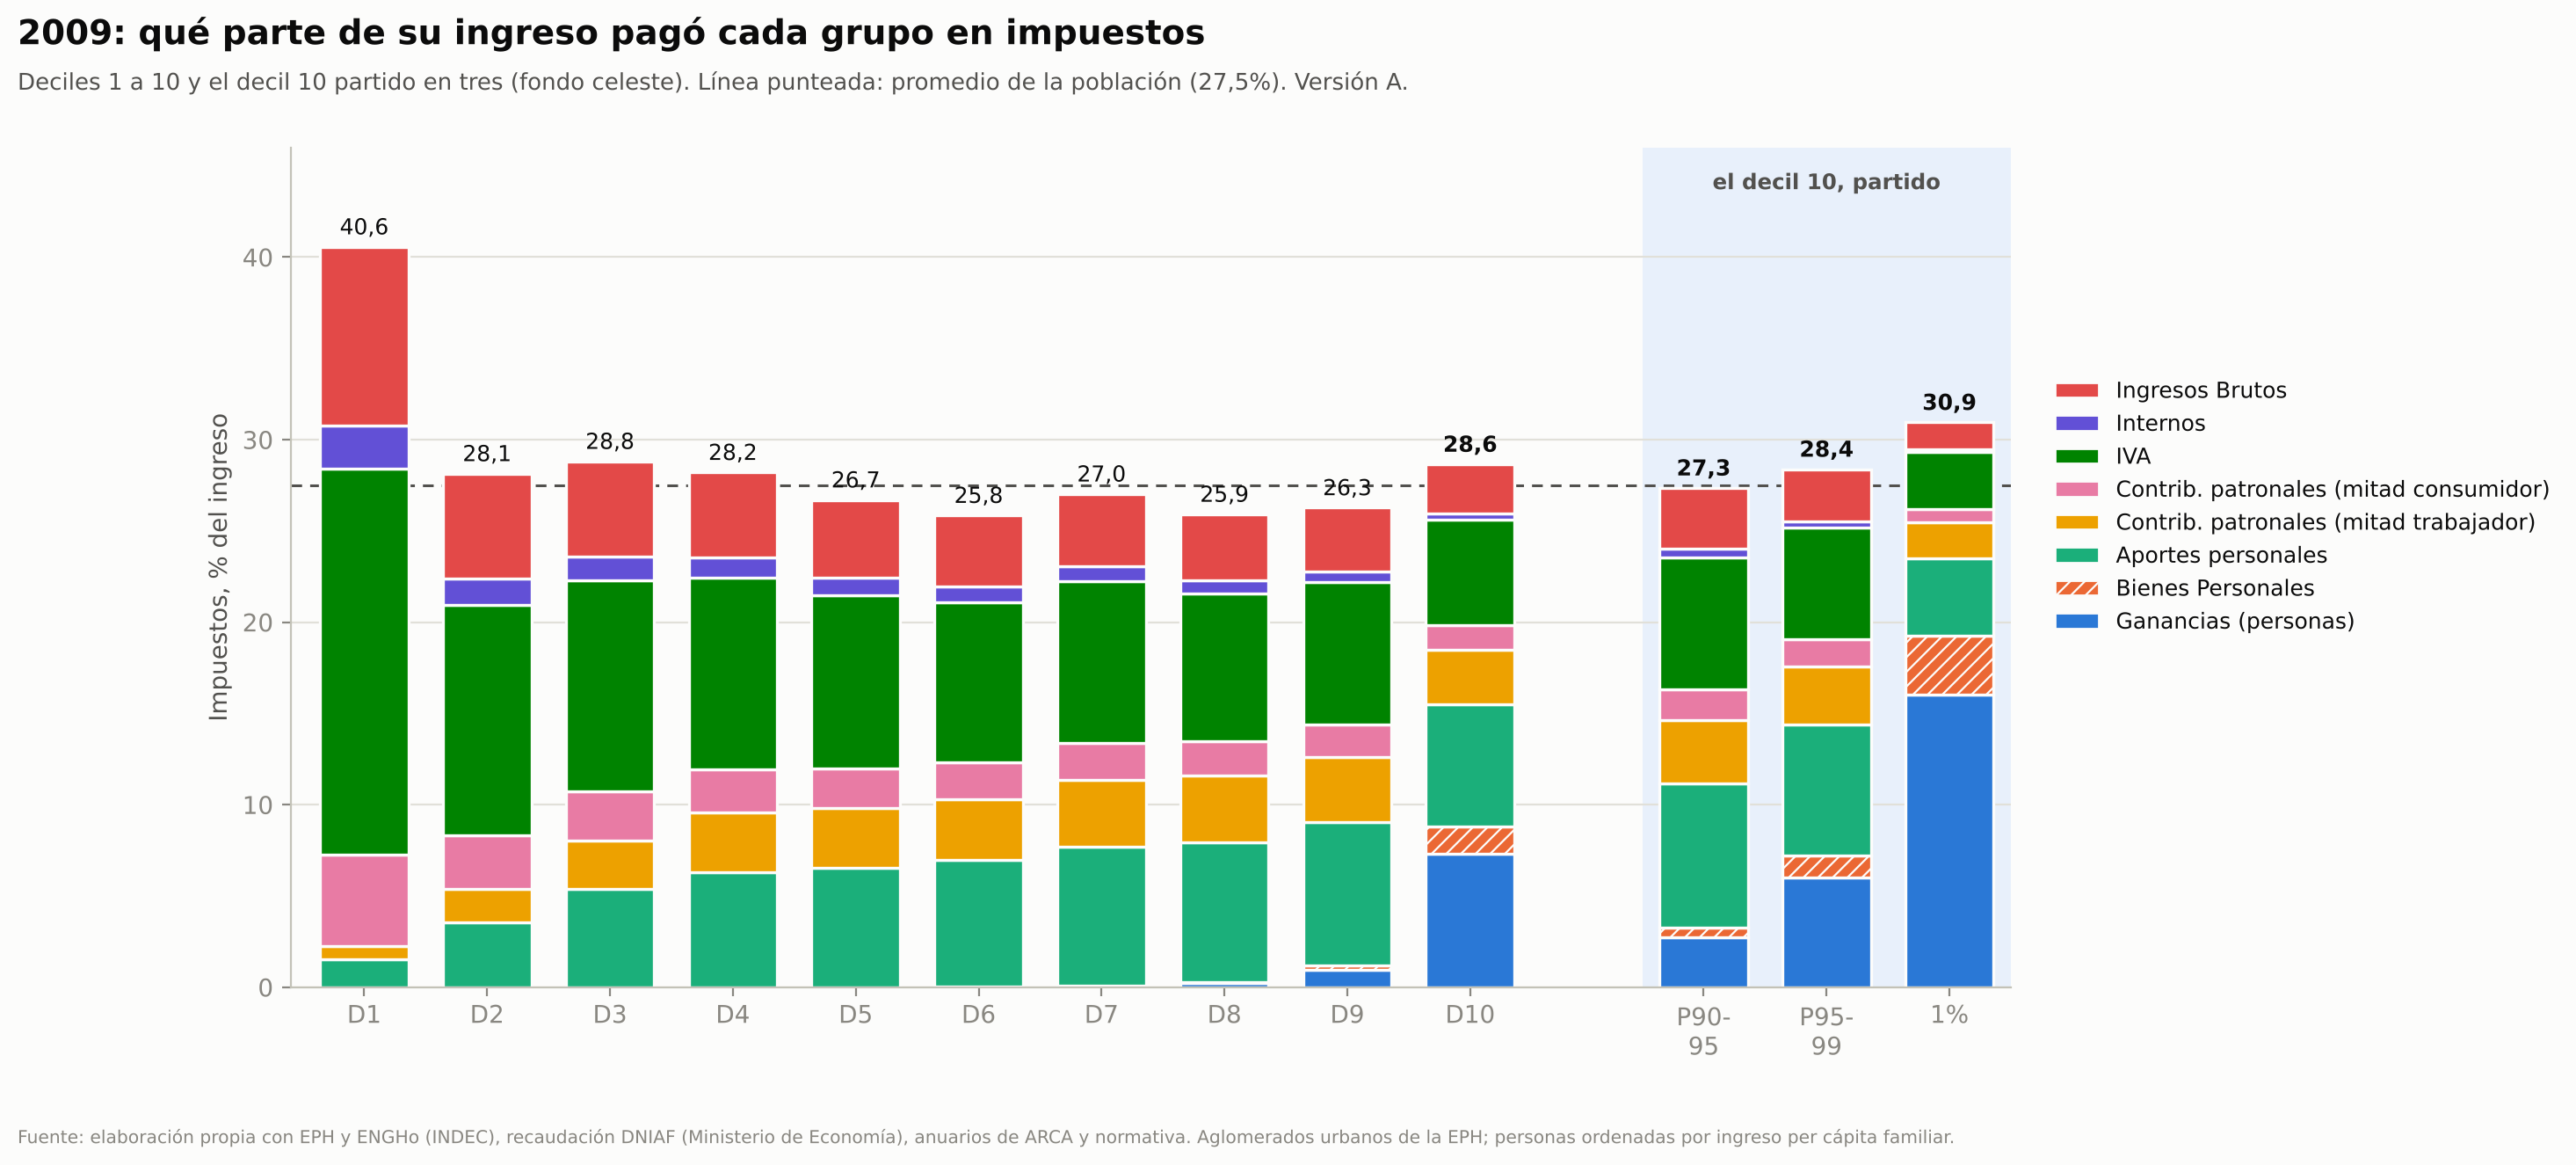 2009: qué parte de su ingreso pagó cada grupo en impuestos
Deciles 1 a 10 y el decil 10 partido en tres (fondo celeste). Línea punteada: promedio de la población (27,5%). Versión A.
el decil 10, partido
Impuestos, % del ingreso
40
30
20
10
0
40,6
28,1
28,8
28,2
26,7
25,8
27,0
25,9
26,3
28,6
27,3
28,4
30,9
D1
D2
D3
D4
D5
D6
D7
D8
D9
D10
P90-
95
P95-
99
1%
Ingresos Brutos
Internos
IVA
Contrib. patronales (mitad consumidor)
Contrib. patronales (mitad trabajador)
Aportes personales
Bienes Personales
Ganancias (personas)
Fuente: elaboración propia con EPH y ENGHo (INDEC), recaudación DNIAF (Ministerio de Economía), anuarios de ARCA y normativa. Aglomerados urbanos de la EPH; personas ordenadas por ingreso per cápita familiar.